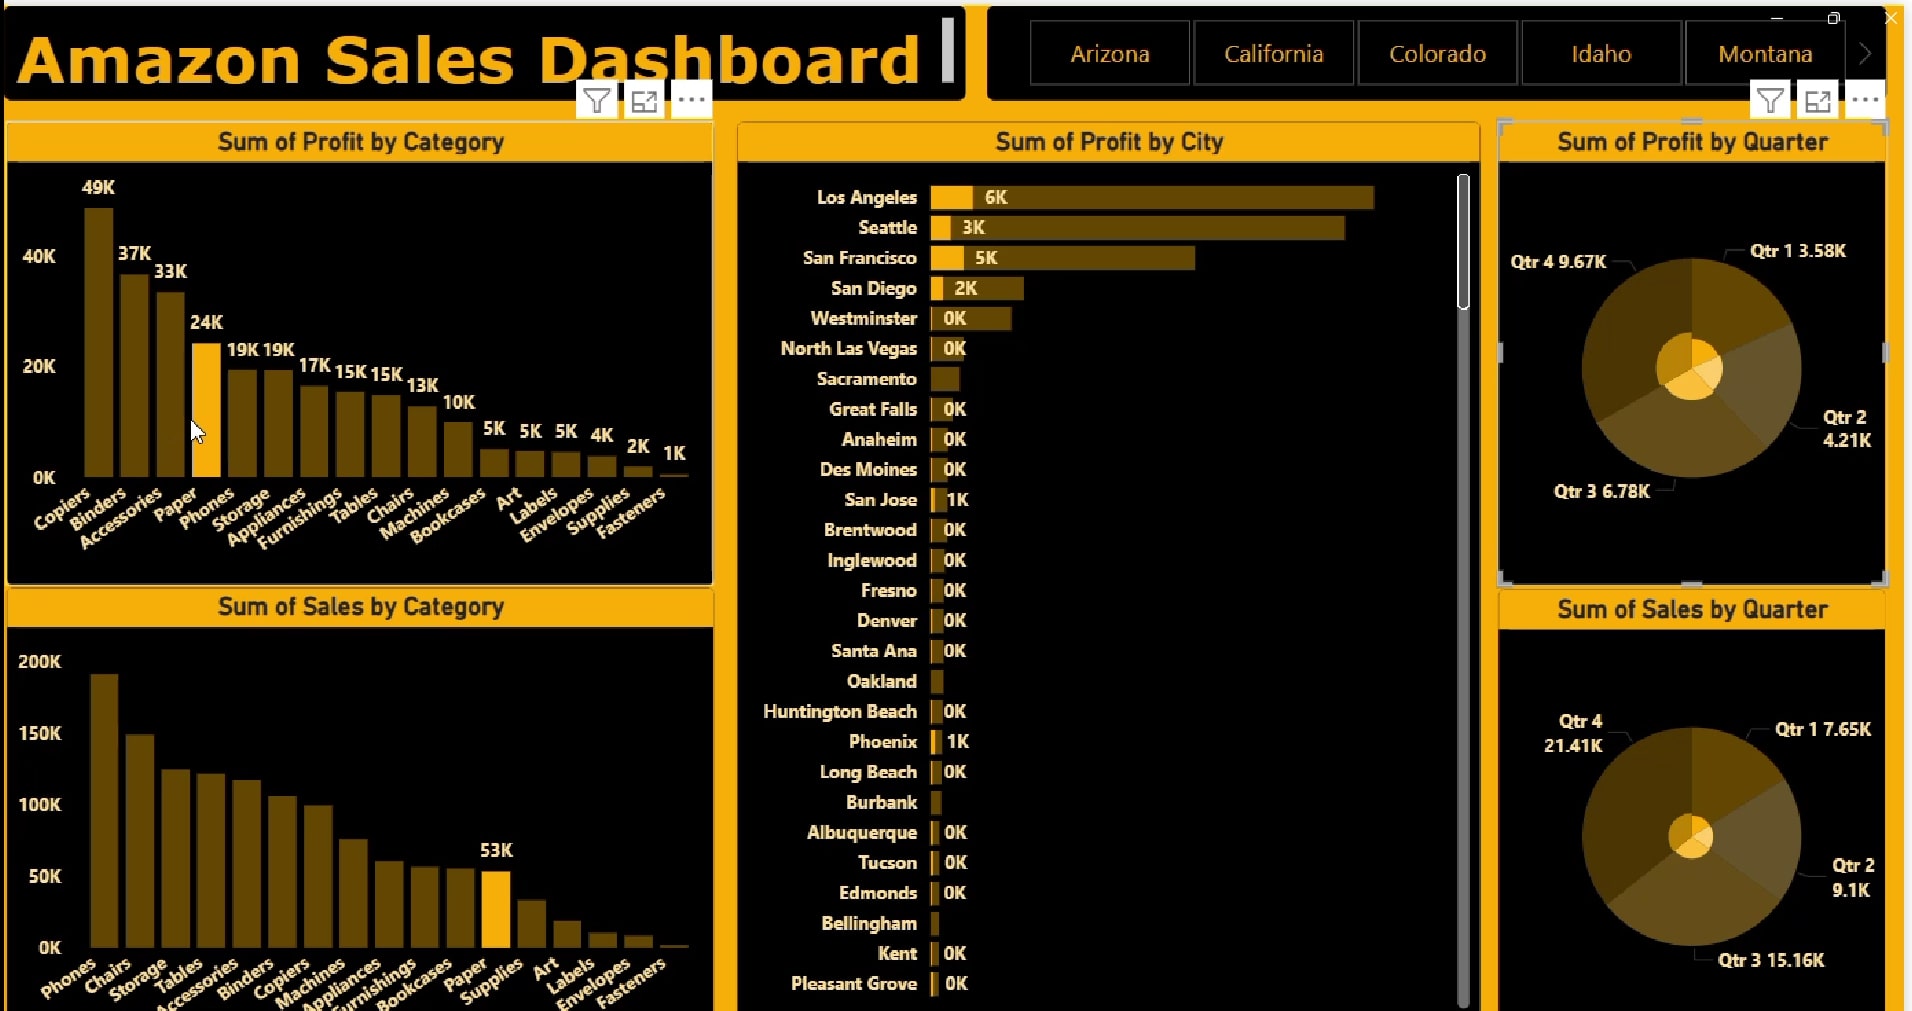 Amazon Sales Dashboard
Arizona
California
Colorado
Idaho
Montana
Sum of Profit by Category
49K
37K
33K
24K
19K
19K
17K
15K
15K
13K
10K
5K
5K
5K
4K
2K
1K
40K
20K
0K
Copiers
Binders
Accessories
Paper
Phones
Storage
Appliances
Furnishings
Tables
Chairs
Machines
Bookcases
Art
Labels
Envelopes
Supplies
Fasteners
Sum of Sales by Category
200K
150K
100K
50K
0K
53K
Phones
Chairs
Storage
Tables
Accessories
Binders
Copiers
Machines
Appliances
Furnishings
Bookcases
Paper
Supplies
Art
Labels
Envelopes
Fasteners
Sum of Profit by City
Los Angeles 6K
Seattle 3K
San Francisco 5K
San Diego 2K
Westminster 0K
North Las Vegas 0K
Sacramento
Great Falls 0K
Anaheim 0K
Des Moines 0K
San Jose 1K
Brentwood 0K
Inglewood 0K
Fresno 0K
Denver 0K
Santa Ana 0K
Oakland
Huntington Beach 0K
Phoenix 1K
Long Beach 0K
Burbank
Albuquerque 0K
Tucson 0K
Edmonds 0K
Bellingham
Kent 0K
Pleasant Grove 0K
Sum of Profit by Quarter
Qtr 4 9.67K
Qtr 1 3.58K
Qtr 2
4.21K
Qtr 3 6.78K
Sum of Sales by Quarter
Qtr 4
21.41K
Qtr 1 7.65K
Qtr 2
9.1K
Qtr 3 15.16K